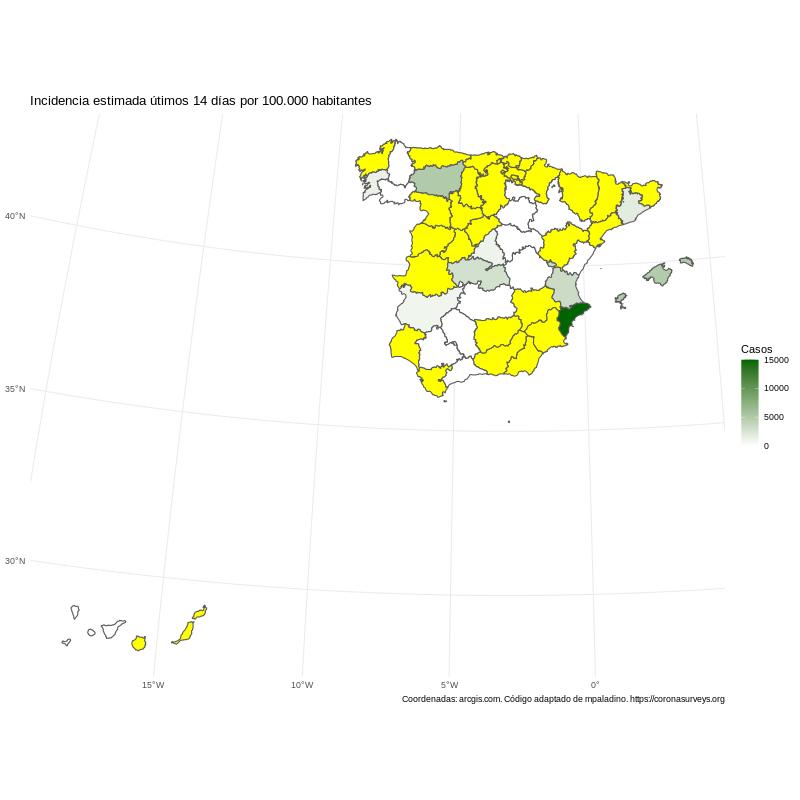 Incidencia estimada útimos 14 días por 100.000 habitantes
40°N
35°N
30°N
15°W
10°W
5°W
0°
Casos
15000
10000
5000
0
Coordenadas: arcgis.com. Código adaptado de mpaladino. https://coronasurveys.org